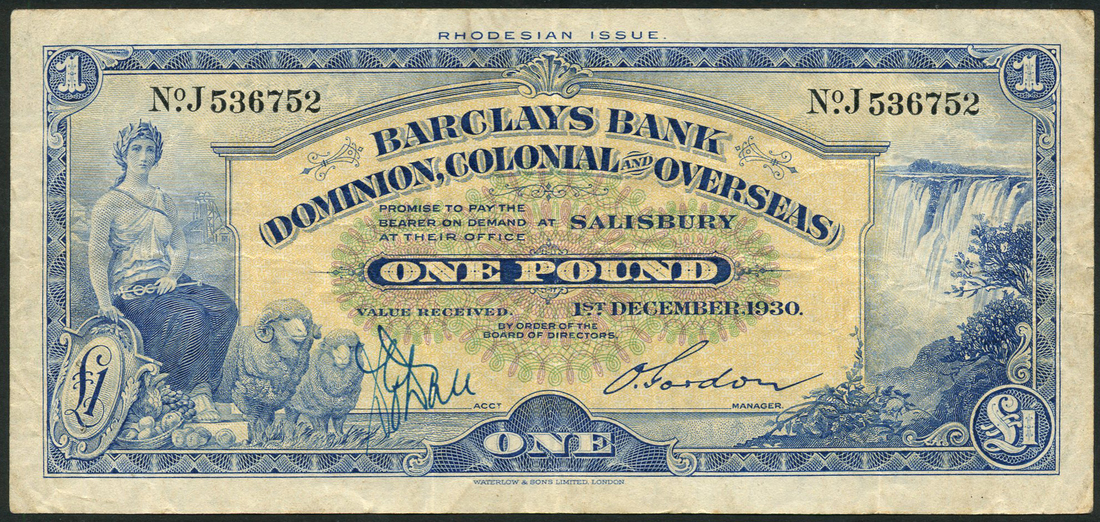 RHODESIAN ISSUE.
1 1
No. J 536752 No. J 536752
BARCLAYS BANK
DOMINION, COLONIAL AND OVERSEAS
PROMISE TO PAY THE
BEARER ON DEMAND AT SALISBURY
AT THEIR OFFICE
ONE POUND
VALUE RECEIVED. 1ST DECEMBER.1930.
BY ORDER OF THE
BOARD OF DIRECTORS.
O. Gordon
ACCT MANAGER.
£1 ONE £1
WATERLOW & SONS LIMITED, LONDON